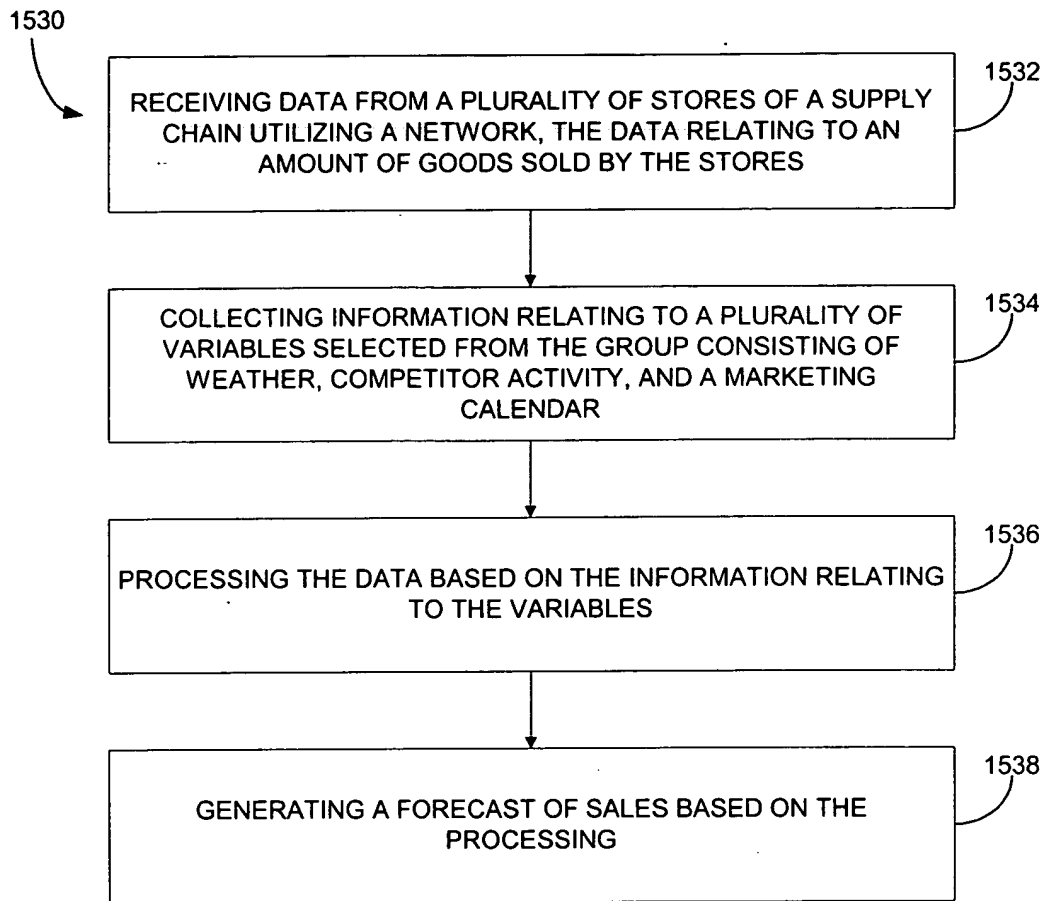 1530
1532
RECEIVING DATA FROM A PLURALITY OF STORES OF A SUPPLY
CHAIN UTILIZING A NETWORK, THE DATA RELATING TO AN
AMOUNT OF GOODS SOLD BY THE STORES
1534
COLLECTING INFORMATION RELATING TO A PLURALITY OF
VARIABLES SELECTED FROM THE GROUP CONSISTING OF
WEATHER, COMPETITOR ACTIVITY, AND A MARKETING
CALENDAR
1536
PROCESSING THE DATA BASED ON THE INFORMATION RELATING
TO THE VARIABLES
1538
GENERATING A FORECAST OF SALES BASED ON THE
PROCESSING